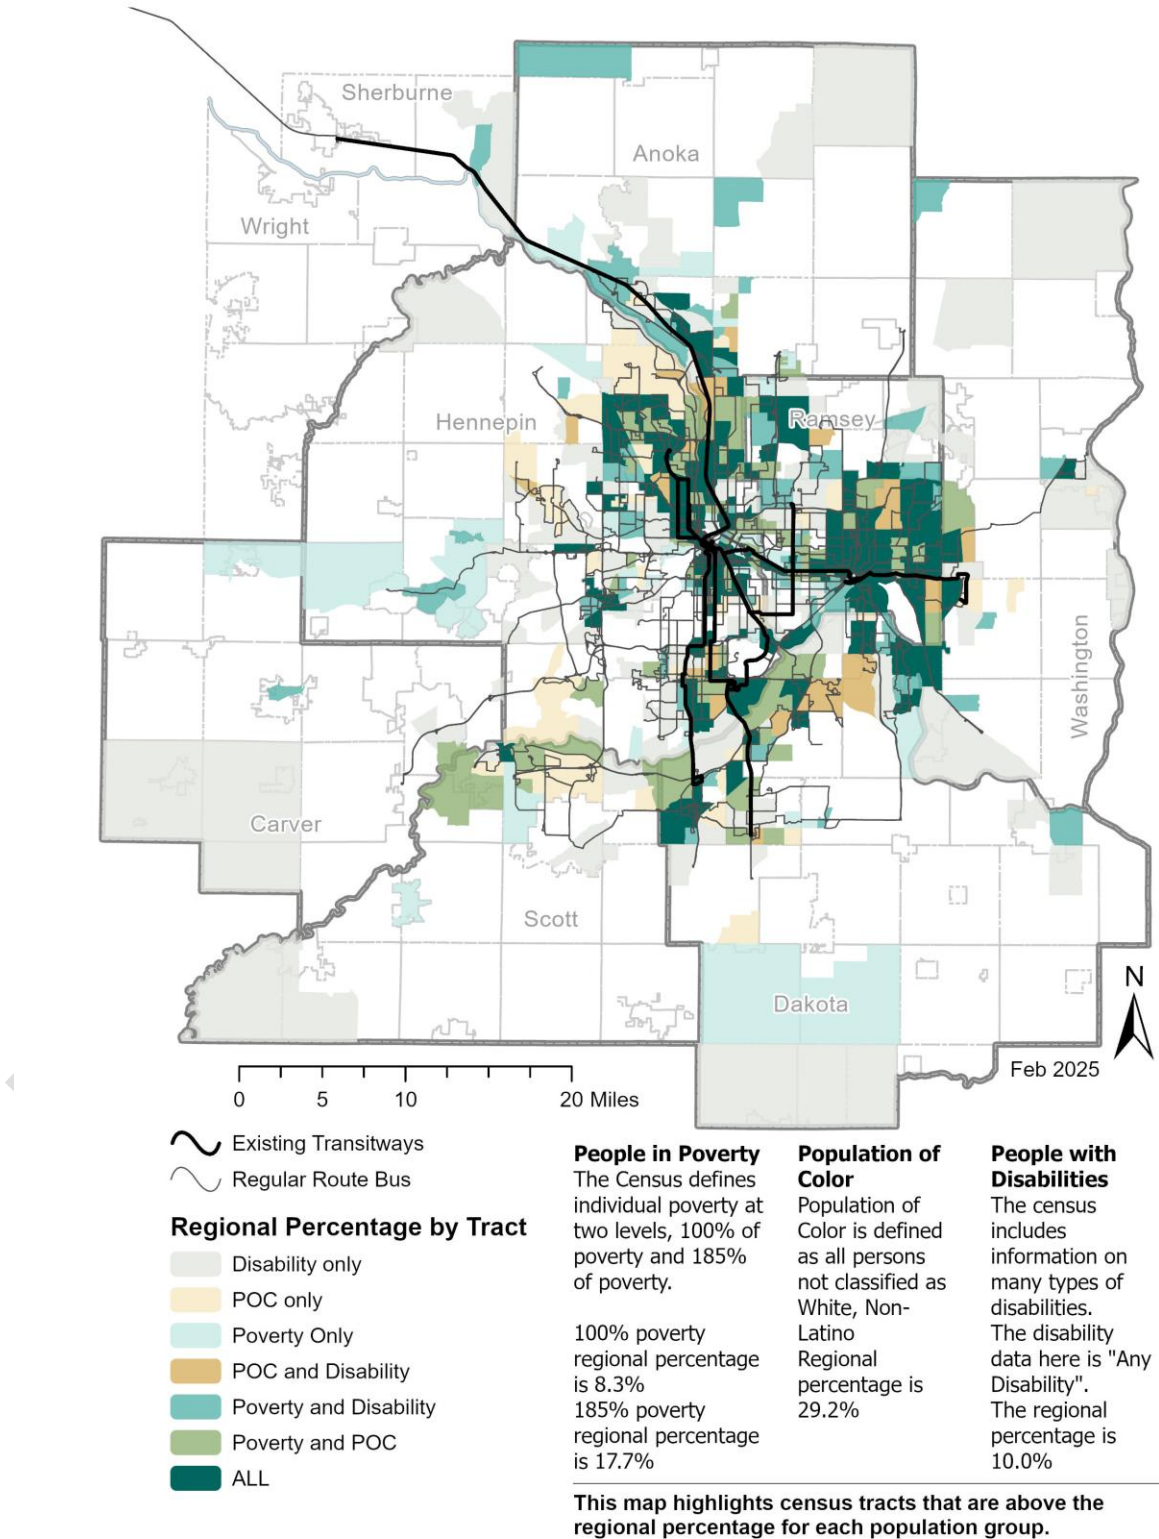 Sherburne
Anoka
Wright
Hennepin
Ramsey
Washington
Carver
Scott
Dakota
N
Feb 2025
0 5 10 20 Miles
Existing Transitways
Regular Route Bus
Regional Percentage by Tract
Disability only
POC only
Poverty Only
POC and Disability
Poverty and Disability
Poverty and POC
ALL
People in Poverty
The Census defines
individual poverty at
two levels, 100% of
poverty and 185%
of poverty.
100% poverty
regional percentage
is 8.3%
185% poverty
regional percentage
is 17.7%
Population of
Color
Population of
Color is defined
as all persons
not classified as
White, Non-
Latino
Regional
percentage is
29.2%
People with
Disabilities
The census
includes
information on
many types of
disabilities.
The disability
data here is "Any
Disability".
The regional
percentage is
10.0%
This map highlights census tracts that are above the
regional percentage for each population group.